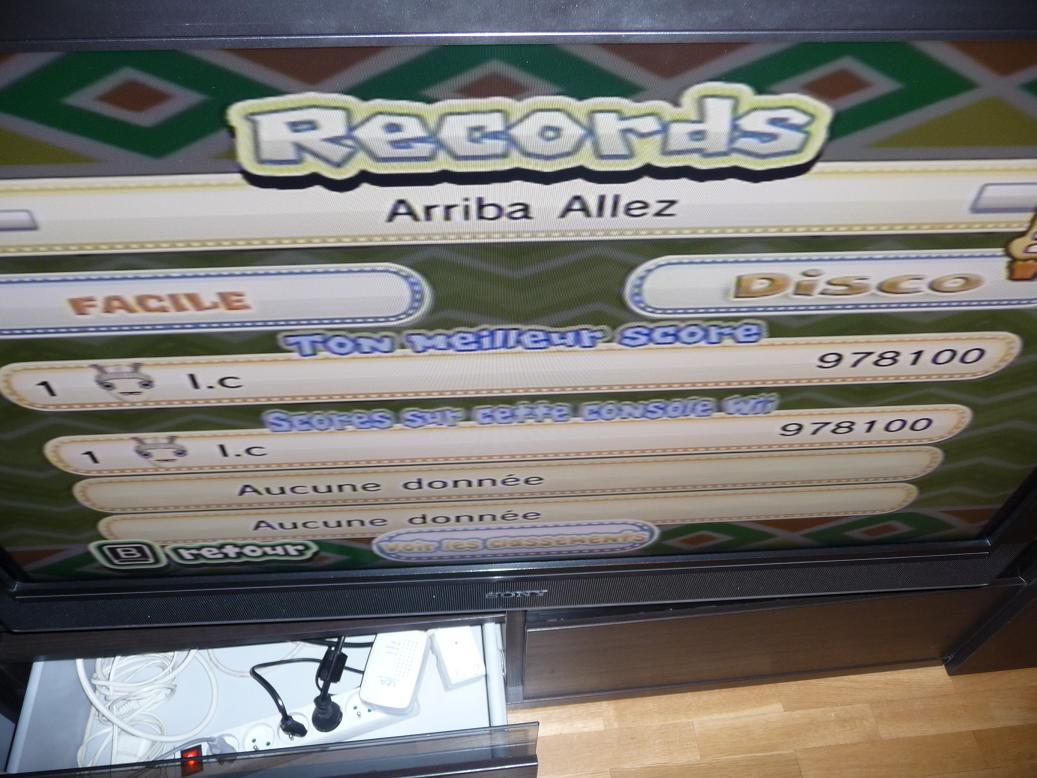 Records
Arriba Allez
FACILE
Disco
Ton meilleur score
1 I.c 978100
Scores sur cette console Wii
1 I.c 978100
Aucune donnée
Aucune donnée
B retour
Voir les classements
SONY